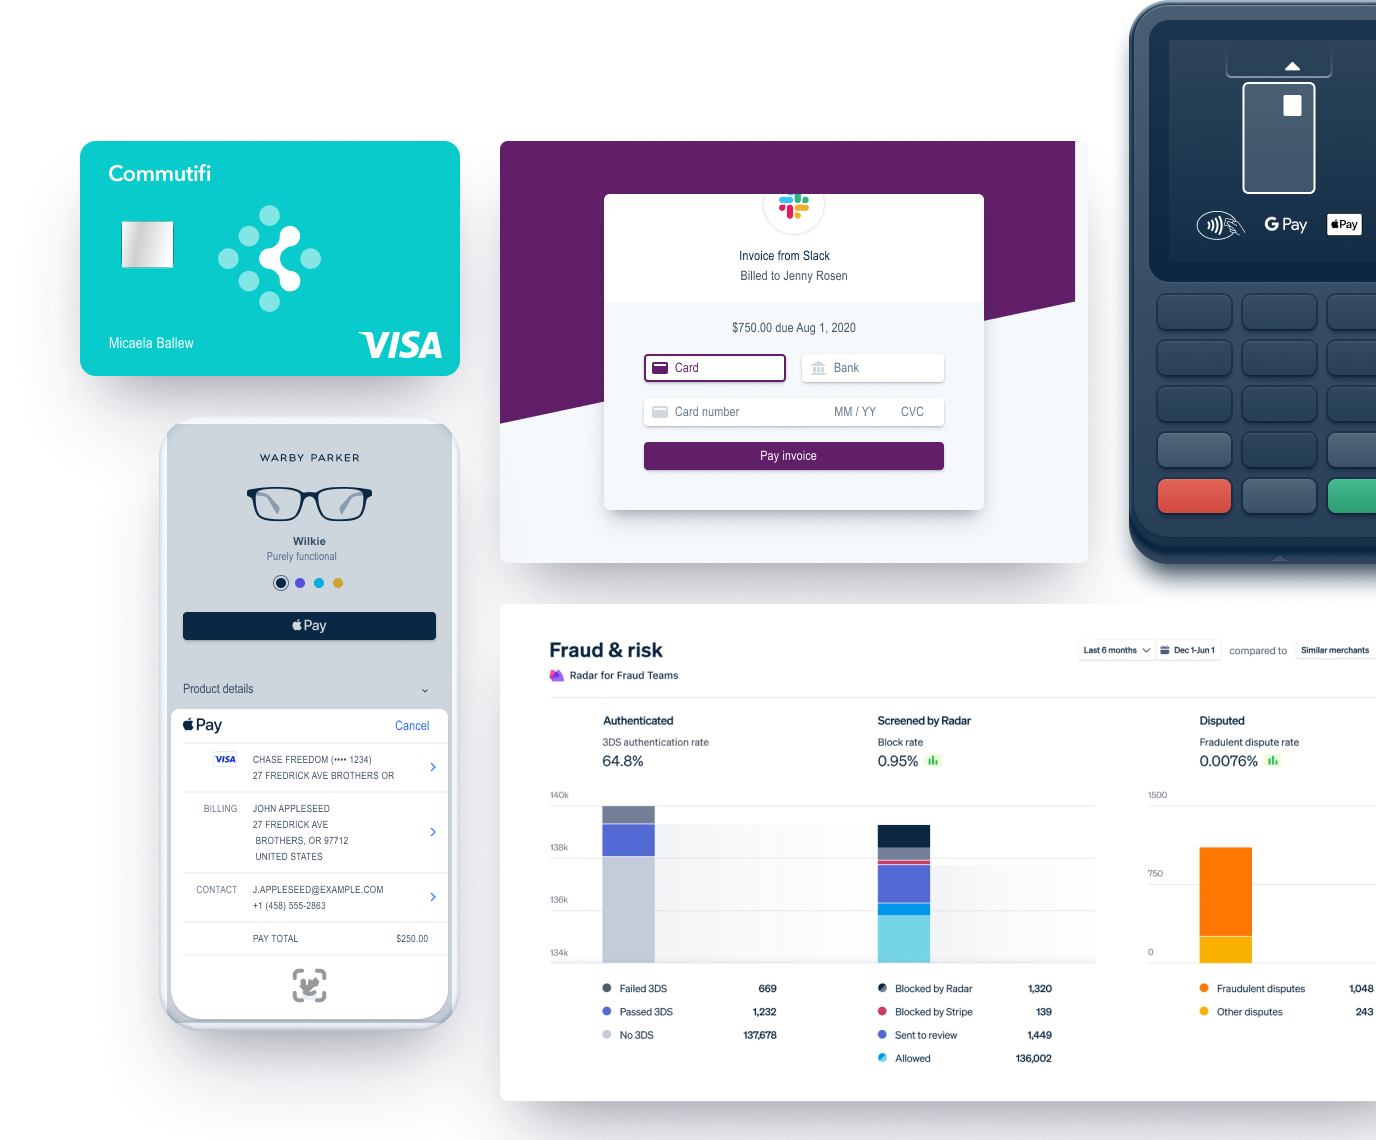 Commutifi
Micaela Ballew
VISA
Invoice from Slack
Billed to Jenny Rosen
$750.00 due Aug 1, 2020
Card
Bank
Card number
MM / YY
CVC
Pay invoice
G Pay
Pay
WARBY PARKER
Wilkie
Purely functional
Pay
Product details
Pay
Cancel
VISA
CHASE FREEDOM (•••• 1234)
27 FREDRICK AVE BROTHERS OR
BILLING
JOHN APPLESEED
27 FREDRICK AVE
BROTHERS, OR 97712
UNITED STATES
CONTACT
J.APPLESEED@EXAMPLE.COM
+1 (458) 555-2863
PAY TOTAL
$250.00
Fraud & risk
Radar for Fraud Teams
Last 6 months
Dec 1-Jun 1
compared to
Similar merchants
Authenticated
3DS authentication rate
64.8%
Screened by Radar
Block rate
0.95%
Disputed
Fradulent dispute rate
0.0076%
140k
138k
136k
134k
1500
750
0
Failed 3DS 669
Passed 3DS 1,232
No 3DS 137,678
Blocked by Radar 1,320
Blocked by Stripe 139
Sent to review 1,449
Allowed 136,002
Fraudulent disputes 1,048
Other disputes 243